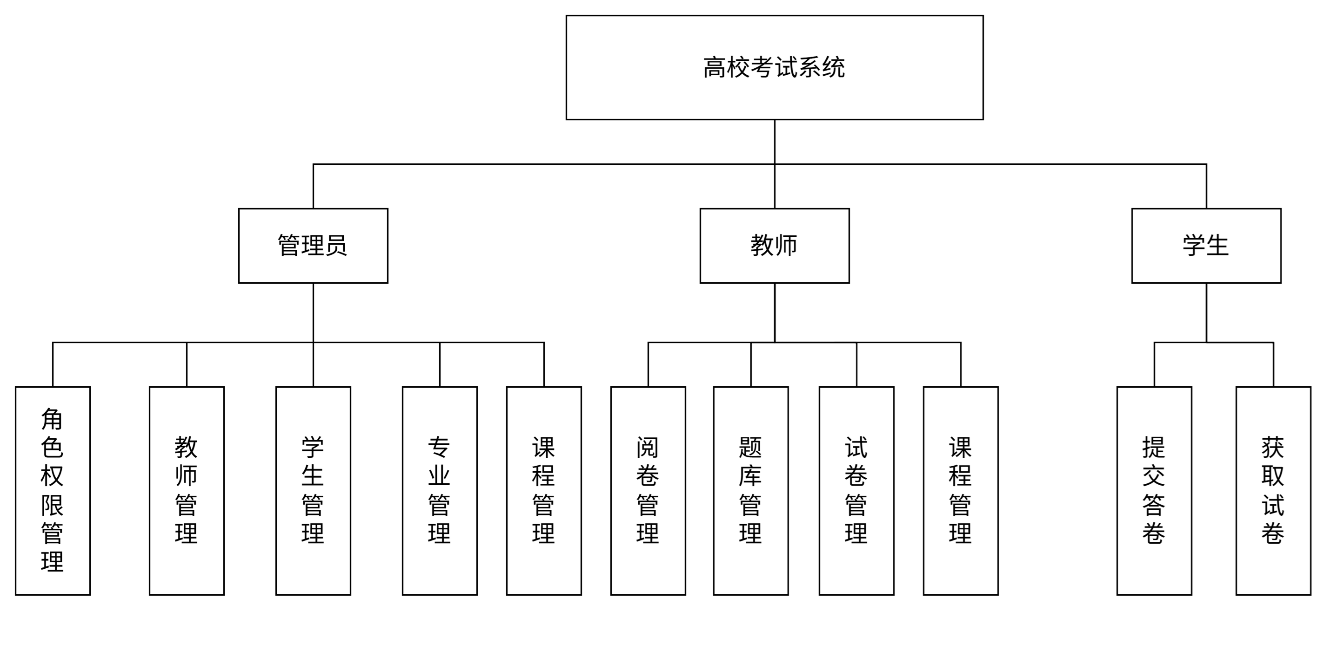 高校考试系统
管理员
教师
学生
角色权限管理
教师管理
学生管理
专业管理
课程管理
阅卷管理
题库管理
试卷管理
课程管理
提交答卷
获取试卷